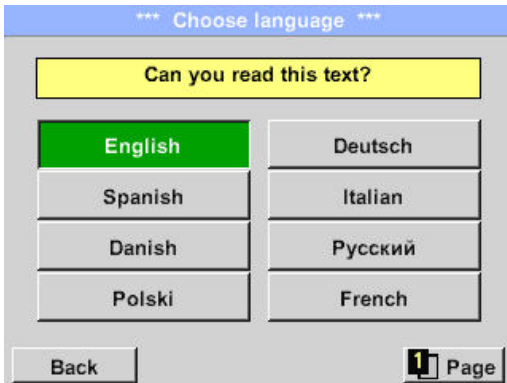 *** Choose language ***
Can you read this text?
English Deutsch
Spanish Italian
Danish Русский
Polski French
Back 1 Page